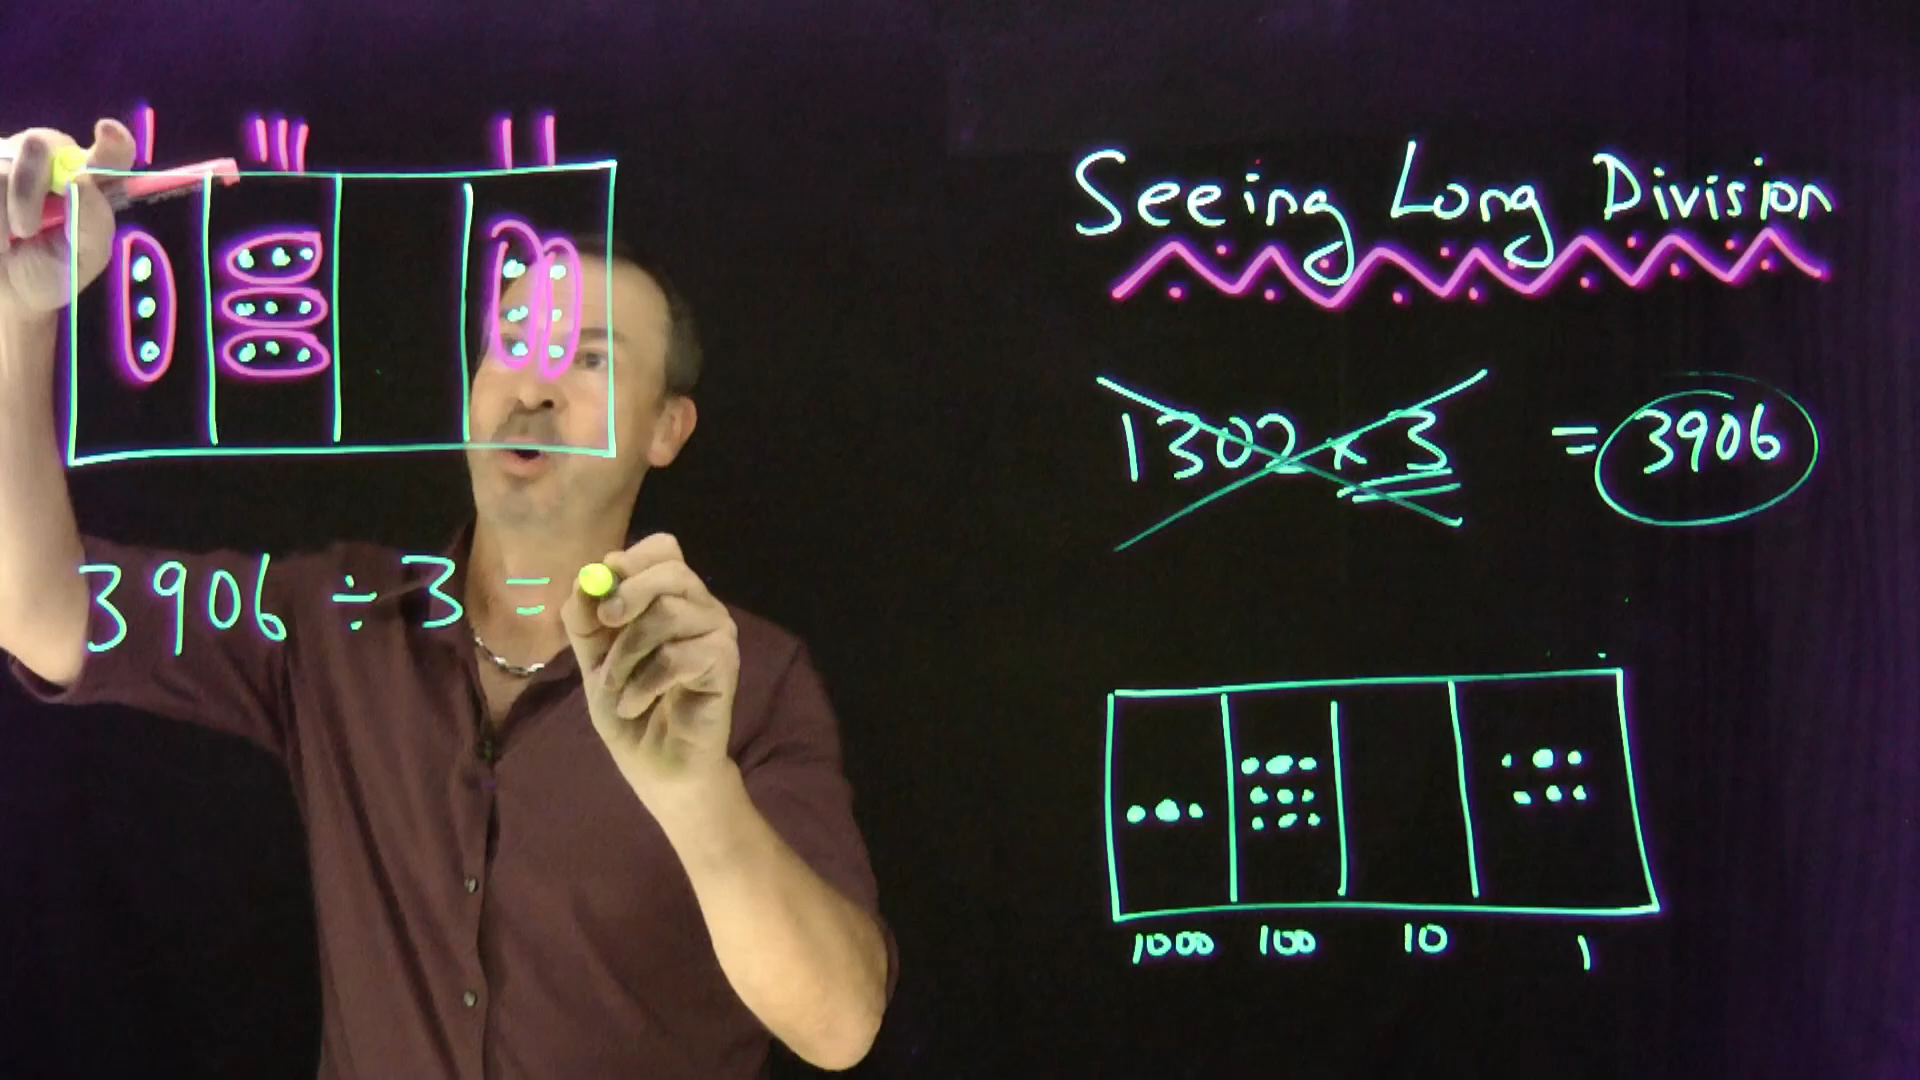 Seeing Long Division
1302 x 3 = 3906
3906 ÷ 3 =
1000 100 10 1